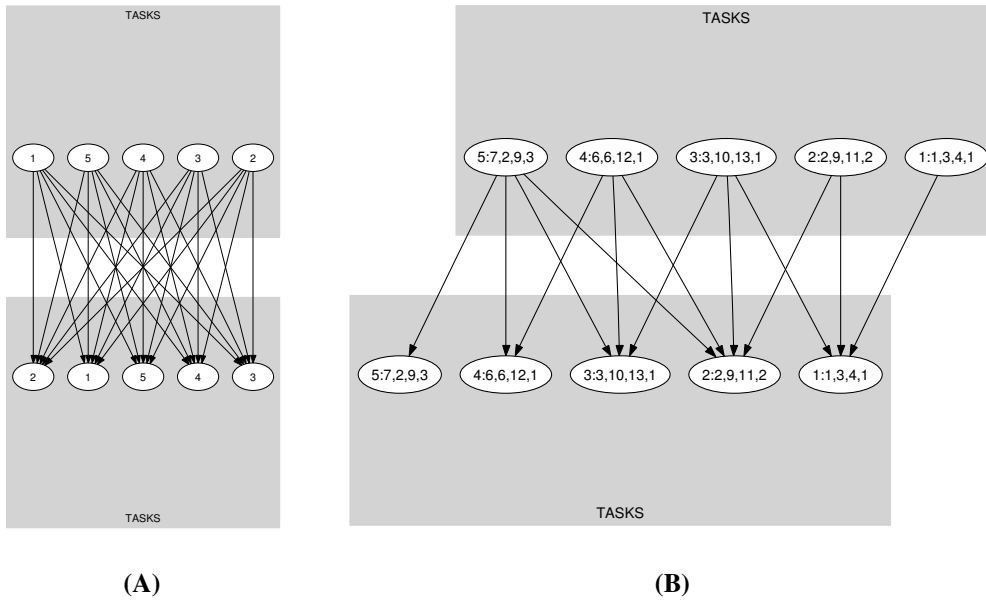 TASKS
1 5 4 3 2
2 1 5 4 3
TASKS
(A)
TASKS
5:7,2,9,3 4:6,6,12,1 3:3,10,13,1 2:2,9,11,2 1:1,3,4,1
5:7,2,9,3 4:6,6,12,1 3:3,10,13,1 2:2,9,11,2 1:1,3,4,1
TASKS
(B)